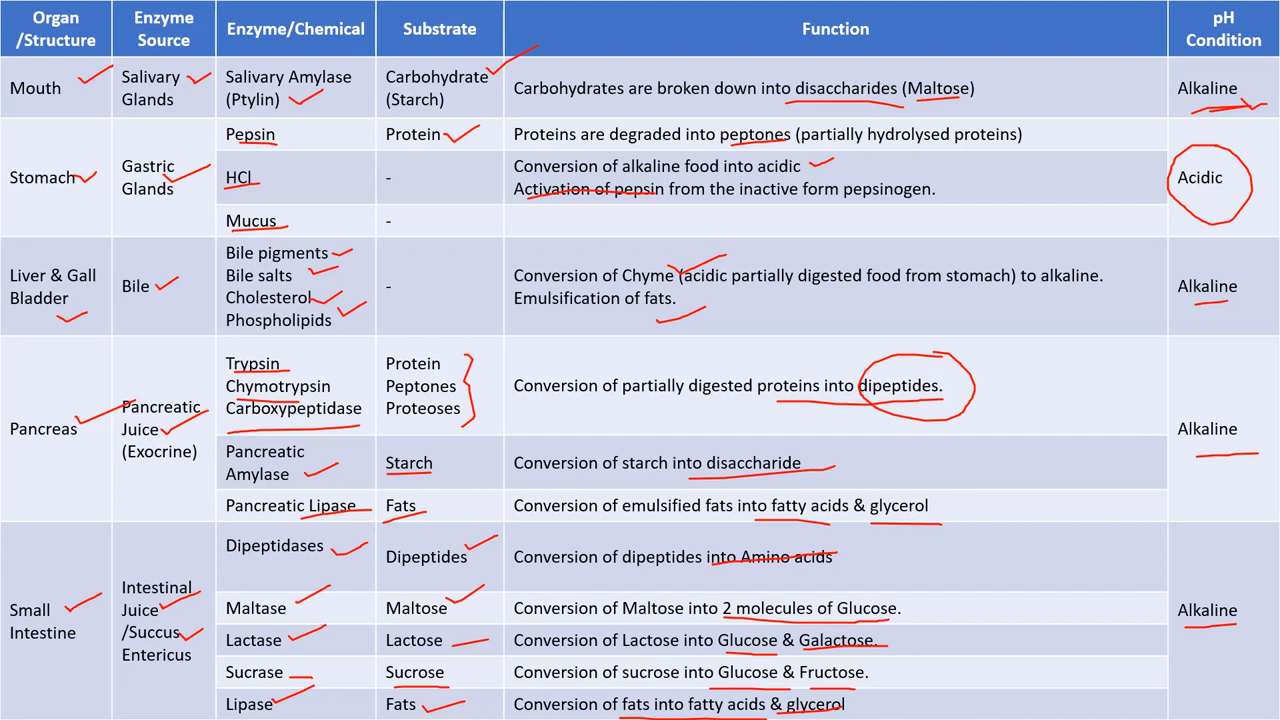 Organ /Structure | Enzyme Source | Enzyme/Chemical | Substrate | Function | pH Condition
Mouth | Salivary Glands | Salivary Amylase (Ptylin) | Carbohydrate (Starch) | Carbohydrates are broken down into disaccharides (Maltose) | Alkaline
Stomach | Gastric Glands | Pepsin | Protein | Proteins are degraded into peptones (partially hydrolysed proteins) | Acidic
HCl | - | Conversion of alkaline food into acidic
Activation of pepsin from the inactive form pepsinogen.
Mucus | -
Liver & Gall Bladder | Bile | Bile pigments
Bile salts
Cholesterol
Phospholipids | - | Conversion of Chyme (acidic partially digested food from stomach) to alkaline.
Emulsification of fats. | Alkaline
Pancreas | Pancreatic Juice (Exocrine) | Trypsin
Chymotrypsin
Carboxypeptidase | Protein
Peptones
Proteoses | Conversion of partially digested proteins into dipeptides. | Alkaline
Pancreatic Amylase | Starch | Conversion of starch into disaccharide
Pancreatic Lipase | Fats | Conversion of emulsified fats into fatty acids & glycerol
Small Intestine | Intestinal Juice /Succus Entericus | Dipeptidases | Dipeptides | Conversion of dipeptides into Amino acids | Alkaline
Maltase | Maltose | Conversion of Maltose into 2 molecules of Glucose.
Lactase | Lactose | Conversion of Lactose into Glucose & Galactose.
Sucrase | Sucrose | Conversion of sucrose into Glucose & Fructose.
Lipase | Fats | Conversion of fats into fatty acids & glycerol